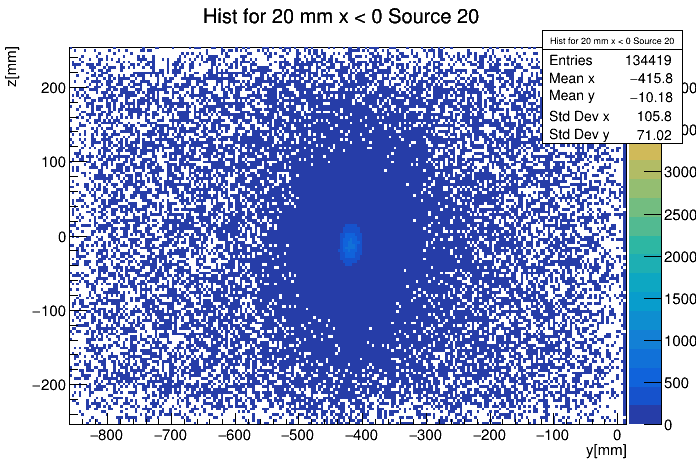 Hist for 20 mm x < 0 Source 20
Hist for 20 mm x < 0 Source 20
Entries 134419
Mean x −415.8
Mean y −10.18
Std Dev x 105.8
Std Dev y 71.02
z[mm]
200
100
0
−100
−200
−800 −700 −600 −500 −400 −300 −200 −100 0
y[mm]
3000
2500
2000
1500
1000
500
0